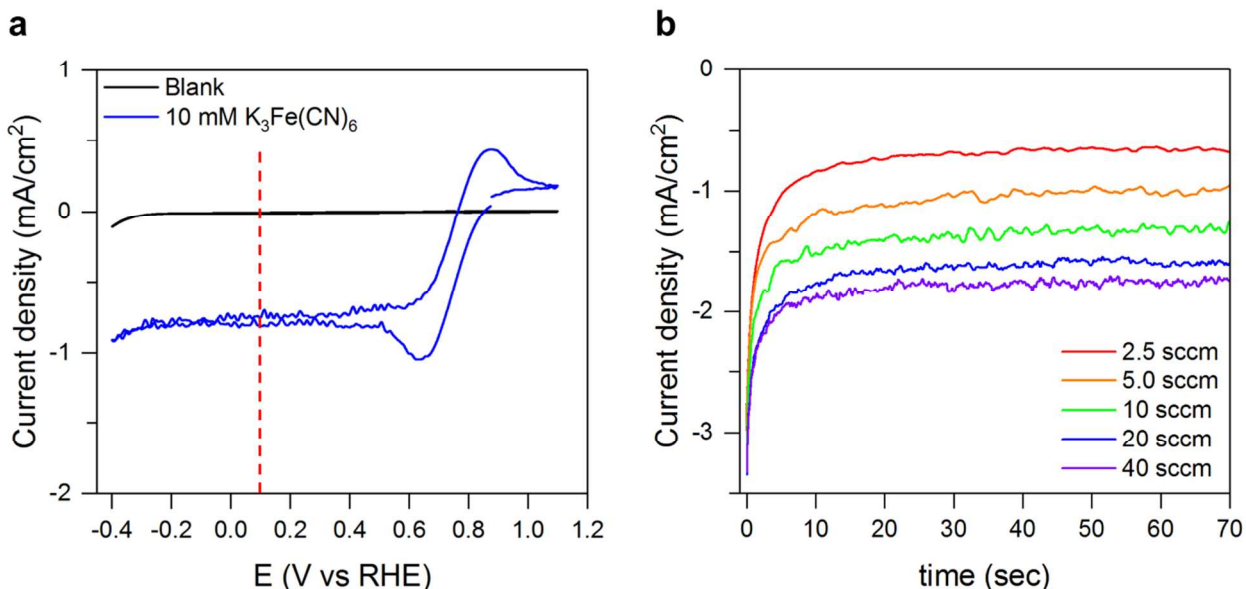 a
Current density (mA/cm²)
1
0
-1
-2
Blank
10 mM K₃Fe(CN)₆
-0.4 -0.2 0.0 0.2 0.4 0.6 0.8 1.0 1.2
E (V vs RHE)
b
Current density (mA/cm²)
0
-1
-2
-3
2.5 sccm
5.0 sccm
10 sccm
20 sccm
40 sccm
0 10 20 30 40 50 60 70
time (sec)